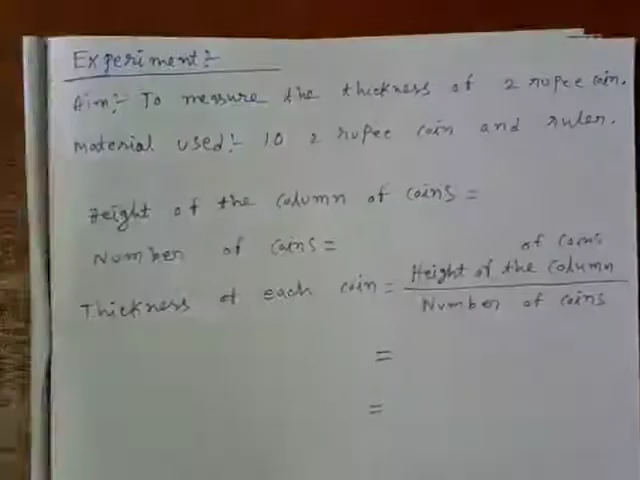 Experiment:-
Aim:- To measure the thickness of 2 rupee coin.
Material used:- 10 2 rupee coin and ruler.
Height of the column of coins =
Number of coins =
Thickness of each coin = Height of the column of coins
Number of coins
=
=